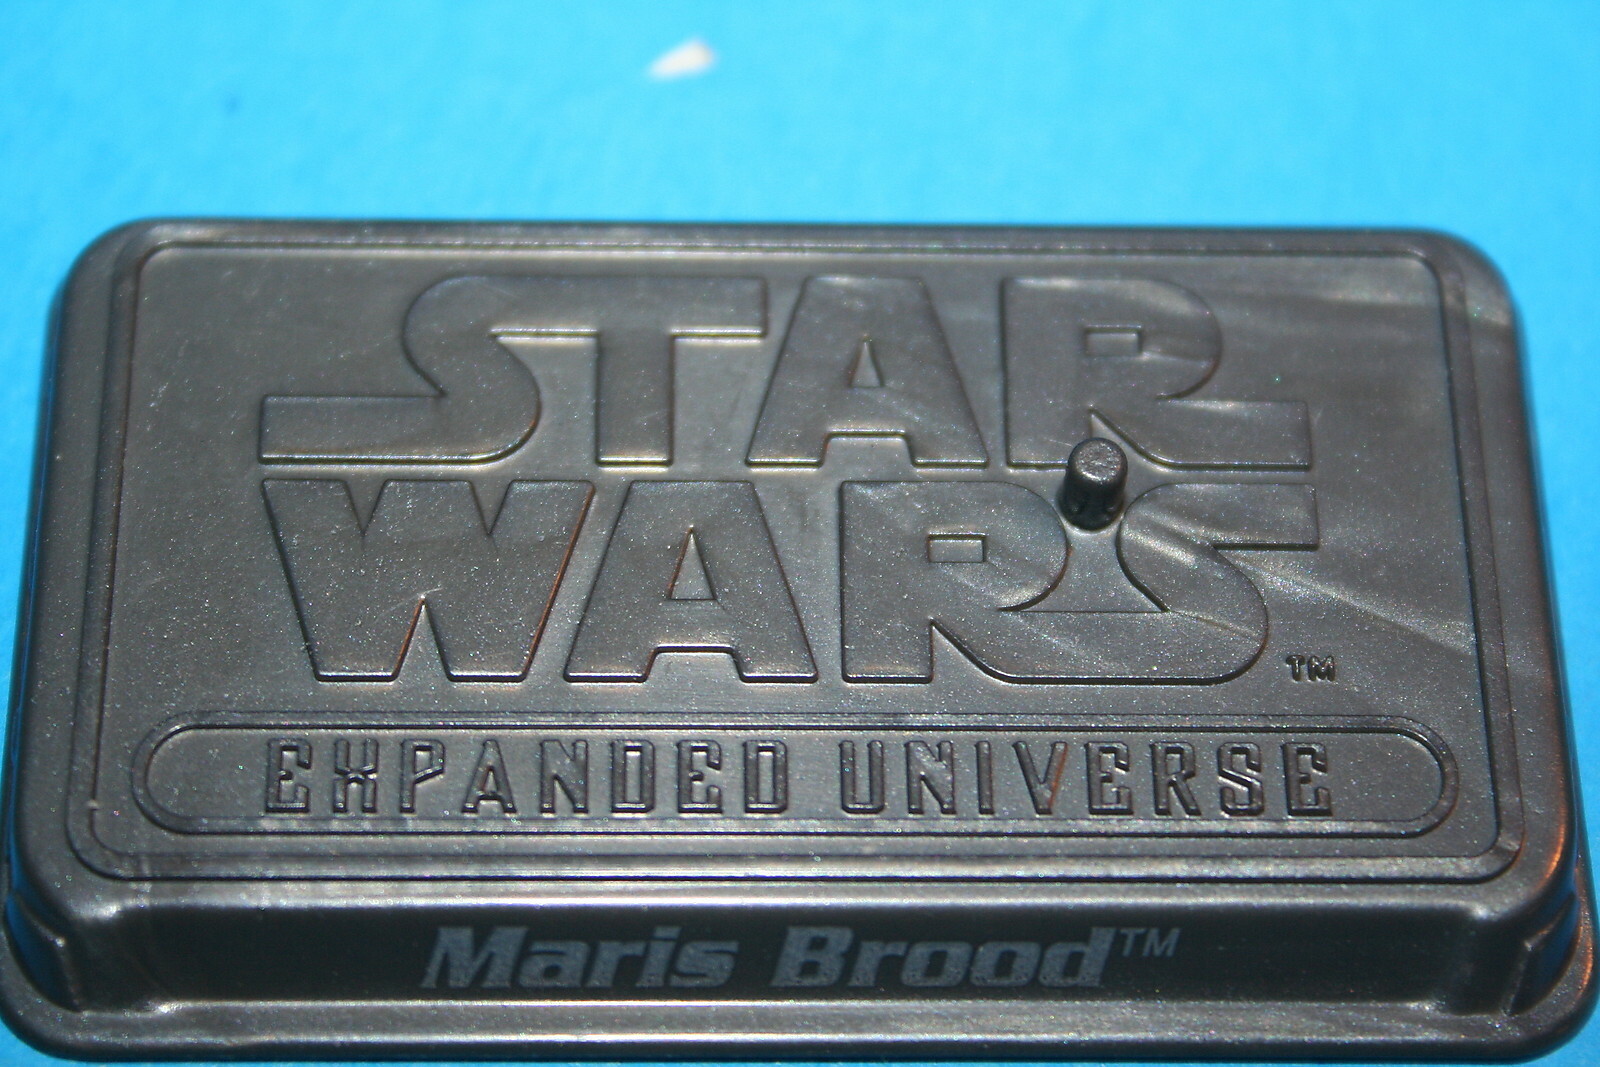 STAR
WARS TM
EXPANDED UNIVERSE
Maris Brood™